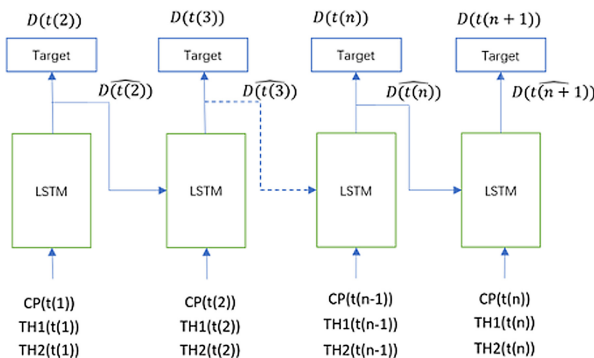 D(t(2)) D(t(3)) D(t(n)) D(t(n + 1))
Target Target Target Target
D(t(2)^) D(t(3)^) D(t(n)^) D(t(n + 1)^)
LSTM LSTM LSTM LSTM
CP(t(1)) CP(t(2)) CP(t(n-1)) CP(t(n))
TH1(t(1)) TH1(t(2)) TH1(t(n-1)) TH1(t(n))
TH2(t(1)) TH2(t(2)) TH2(t(n-1)) TH2(t(n))